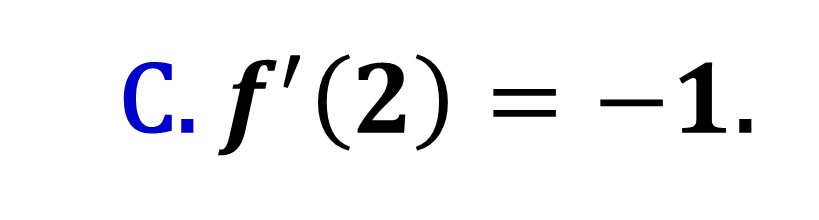 C. f′(2) = −1.